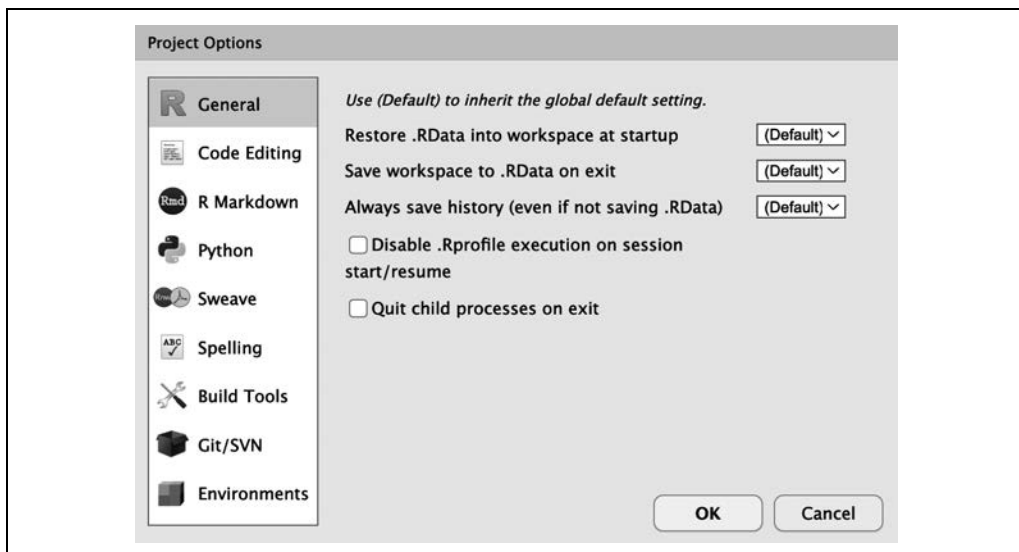 Project Options
General
Code Editing
Rmd
R Markdown
Python
Sweave
ABC
Spelling
Build Tools
Git/SVN
Environments
Use (Default) to inherit the global default setting.
Restore .RData into workspace at startup
(Default)
Save workspace to .RData on exit
(Default)
Always save history (even if not saving .RData)
(Default)
Disable .Rprofile execution on session
start/resume
Quit child processes on exit
OK
Cancel